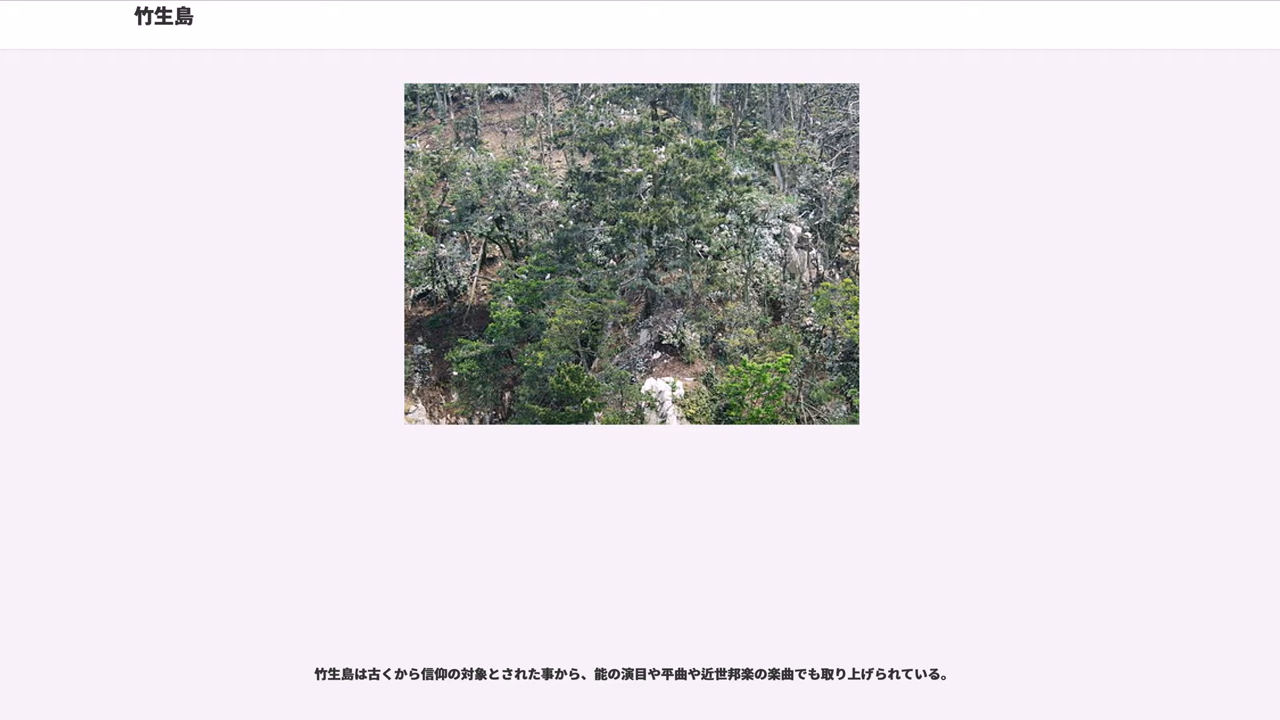 竹生島
竹生島は古くから信仰の対象とされた事から、能の演目や平曲や近世邦楽の楽曲でも取り上げられている。